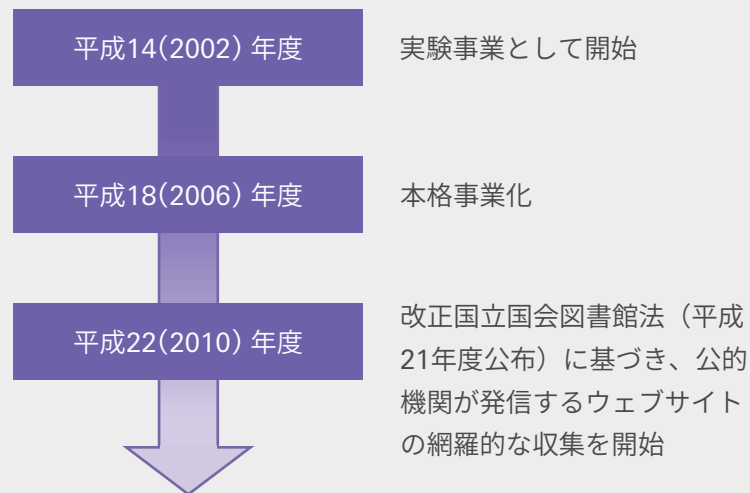 平成14(2002) 年度
実験事業として開始
平成18(2006) 年度
本格事業化
平成22(2010) 年度
改正国立国会図書館法（平成
21年度公布）に基づき、公的
機関が発信するウェブサイト
の網羅的な収集を開始